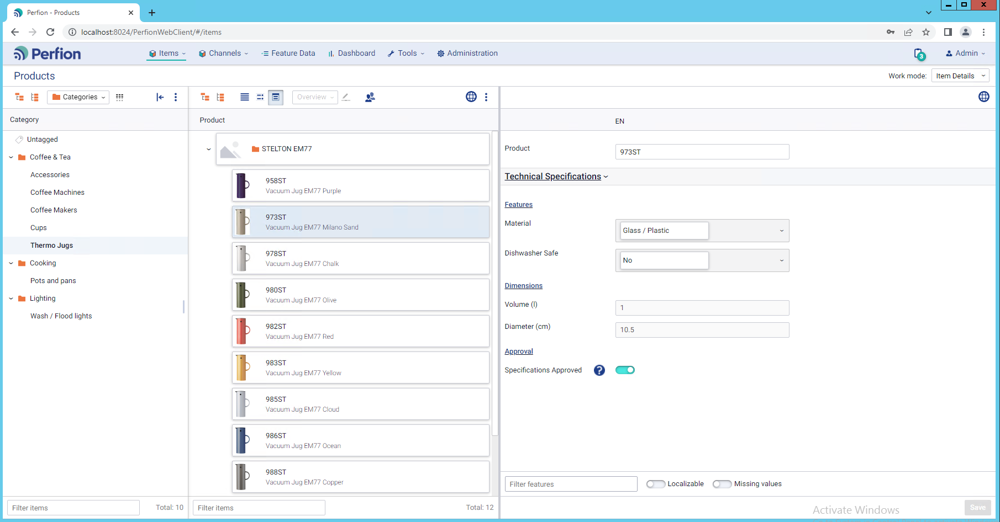 Perfion - Products
localhost:8024/PerfionWebClient/#/items
Perfion
Items
Channels
Feature Data
Dashboard
Tools
Administration
3
Admin
Products
Work mode:
Item Details
Categories
Overview
Category
Product
EN
Untagged
Coffee & Tea
Accessories
Coffee Machines
Coffee Makers
Cups
Thermo Jugs
Cooking
Pots and pans
Lighting
Wash / Flood lights
STELTON EM77
958ST
Vacuum Jug EM77 Purple
973ST
Vacuum Jug EM77 Milano Sand
978ST
Vacuum Jug EM77 Chalk
980ST
Vacuum Jug EM77 Olive
982ST
Vacuum Jug EM77 Red
983ST
Vacuum Jug EM77 Yellow
985ST
Vacuum Jug EM77 Cloud
986ST
Vacuum Jug EM77 Ocean
988ST
Vacuum Jug EM77 Copper
Product
973ST
Technical Specifications
Features
Material
Glass / Plastic
Dishwasher Safe
No
Dimensions
Volume (l)
1
Diameter (cm)
10.5
Approval
Specifications Approved
?
Filter features
Localizable
Missing values
Filter items
Total: 10
Filter items
Total: 12
Activate Windows
Save